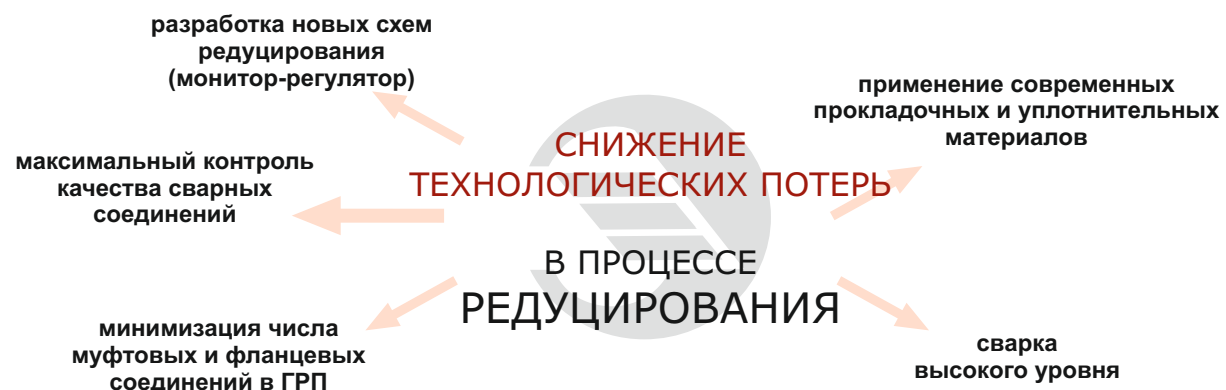 разработка новых схем
редуцирования
(монитор-регулятор)
применение современных
прокладочных и уплотнительных
материалов
СНИЖЕНИЕ
ТЕХНОЛОГИЧЕСКИХ ПОТЕРЬ
максимальный контроль
качества сварных
соединений
В ПРОЦЕССЕ
РЕДУЦИРОВАНИЯ
минимизация числа
муфтовых и фланцевых
соединений в ГРП
сварка
высокого уровня